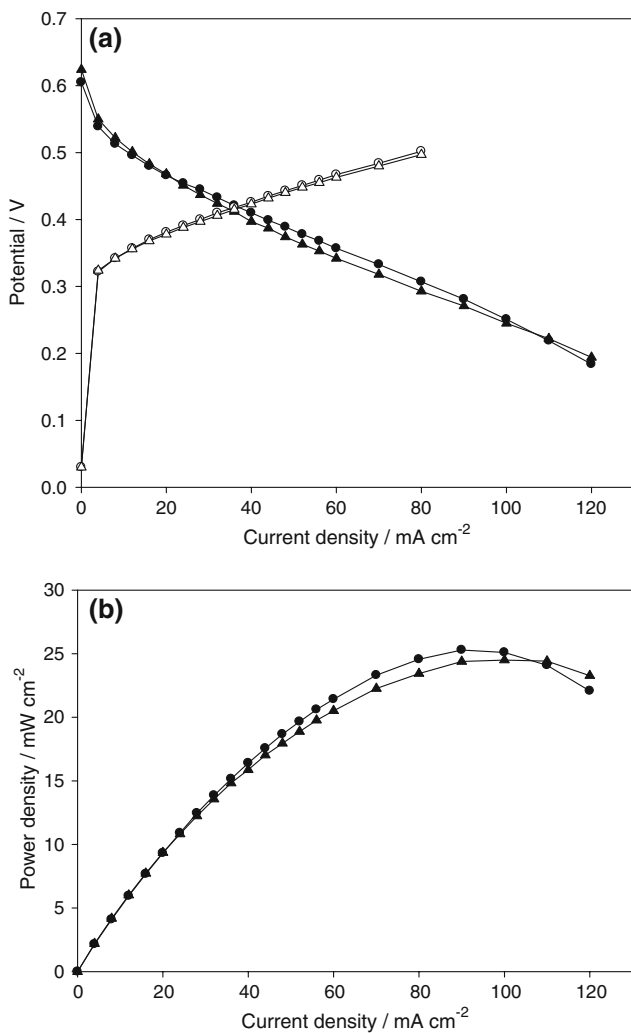 (a)
0.7
0.6
0.5
0.4
0.3
0.2
0.1
0.0
Potential / V
0 20 40 60 80 100 120
Current density / mA cm⁻²
(b)
30
25
20
15
10
5
0
Power density / mW cm⁻²
0 20 40 60 80 100 120
Current density / mA cm⁻²